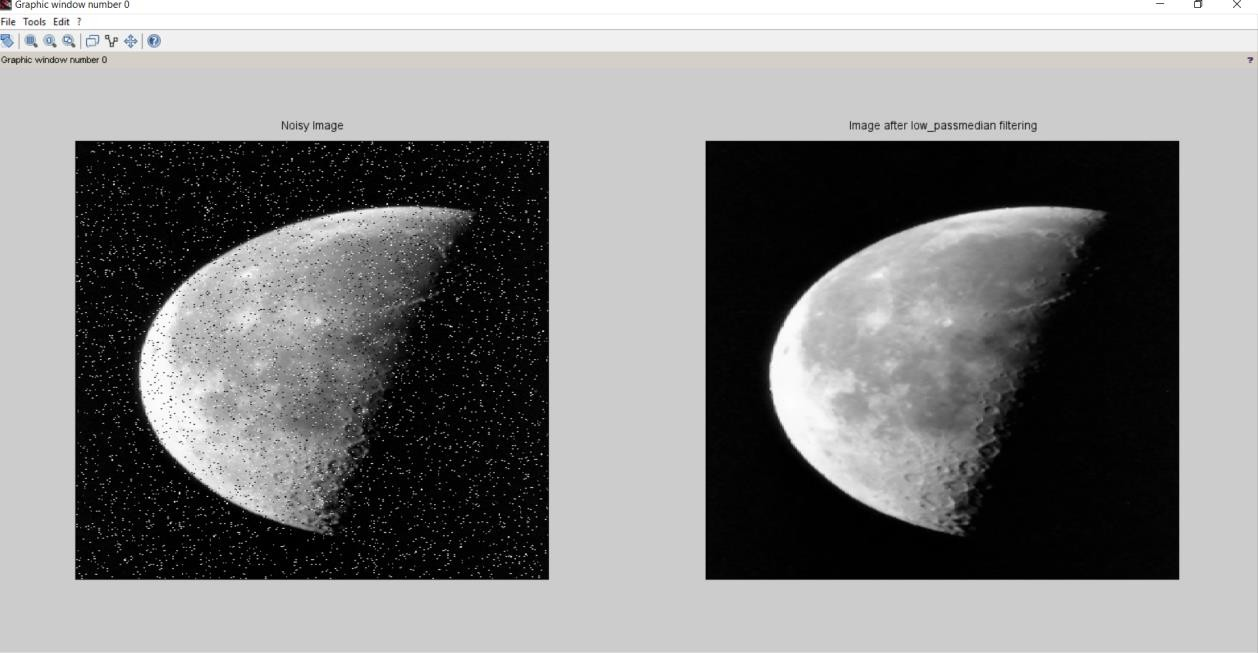 Graphic window number 0
File Tools Edit ?
Graphic window number 0
?
Noisy Image
Image after low_passmedian filtering